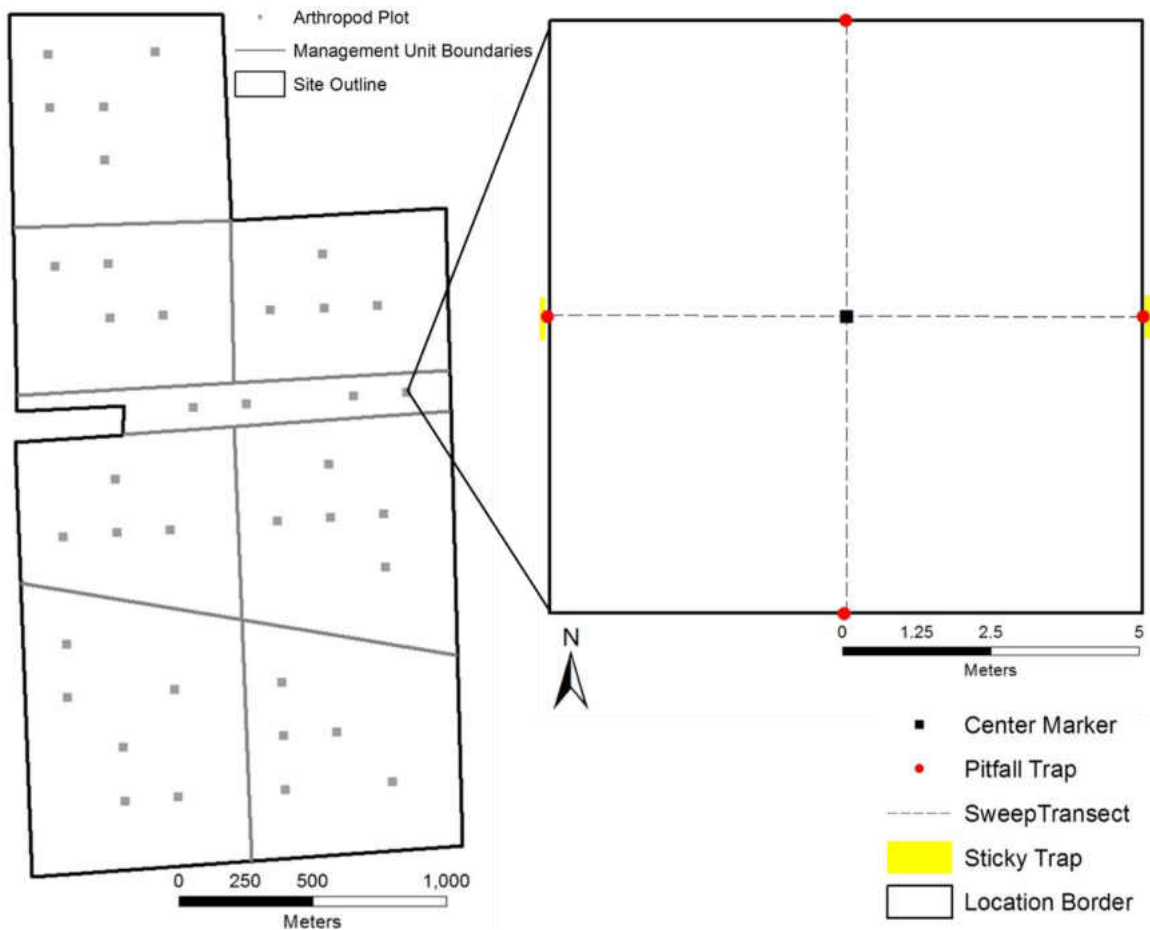 Arthropod Plot
Management Unit Boundaries
Site Outline
N
0 1.25 2.5 5
Meters
Center Marker
Pitfall Trap
SweepTransect
Sticky Trap
Location Border
0 250 500 1,000
Meters